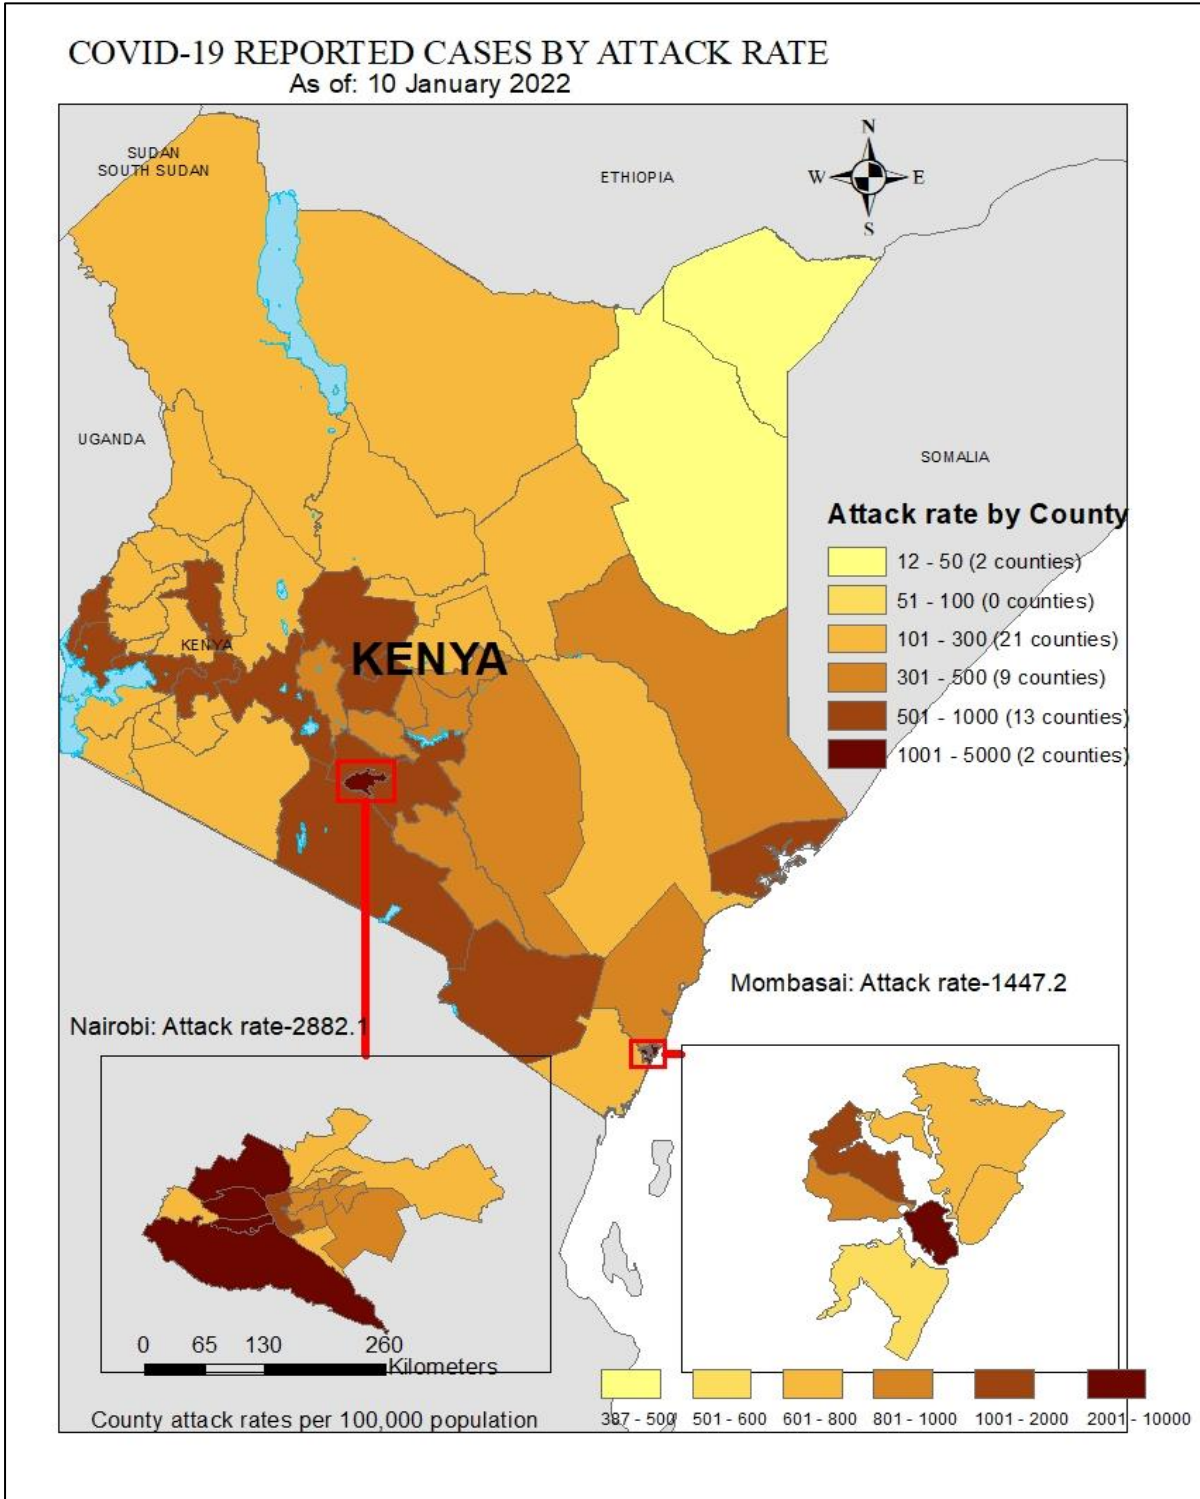 COVID-19 REPORTED CASES BY ATTACK RATE
As of: 10 January 2022
SUDAN
SOUTH SUDAN
ETHIOPIA
N
W E
S
UGANDA
SOMALIA
Attack rate by County
12 - 50 (2 counties)
51 - 100 (0 counties)
101 - 300 (21 counties)
301 - 500 (9 counties)
501 - 1000 (13 counties)
1001 - 5000 (2 counties)
KENYA
KENYA
Mombasai: Attack rate-1447.2
Nairobi: Attack rate-2882.1
0 65 130 260
Kilometers
County attack rates per 100,000 population
387 - 500 501 - 600 601 - 800 801 - 1000 1001 - 2000 2001 - 10000